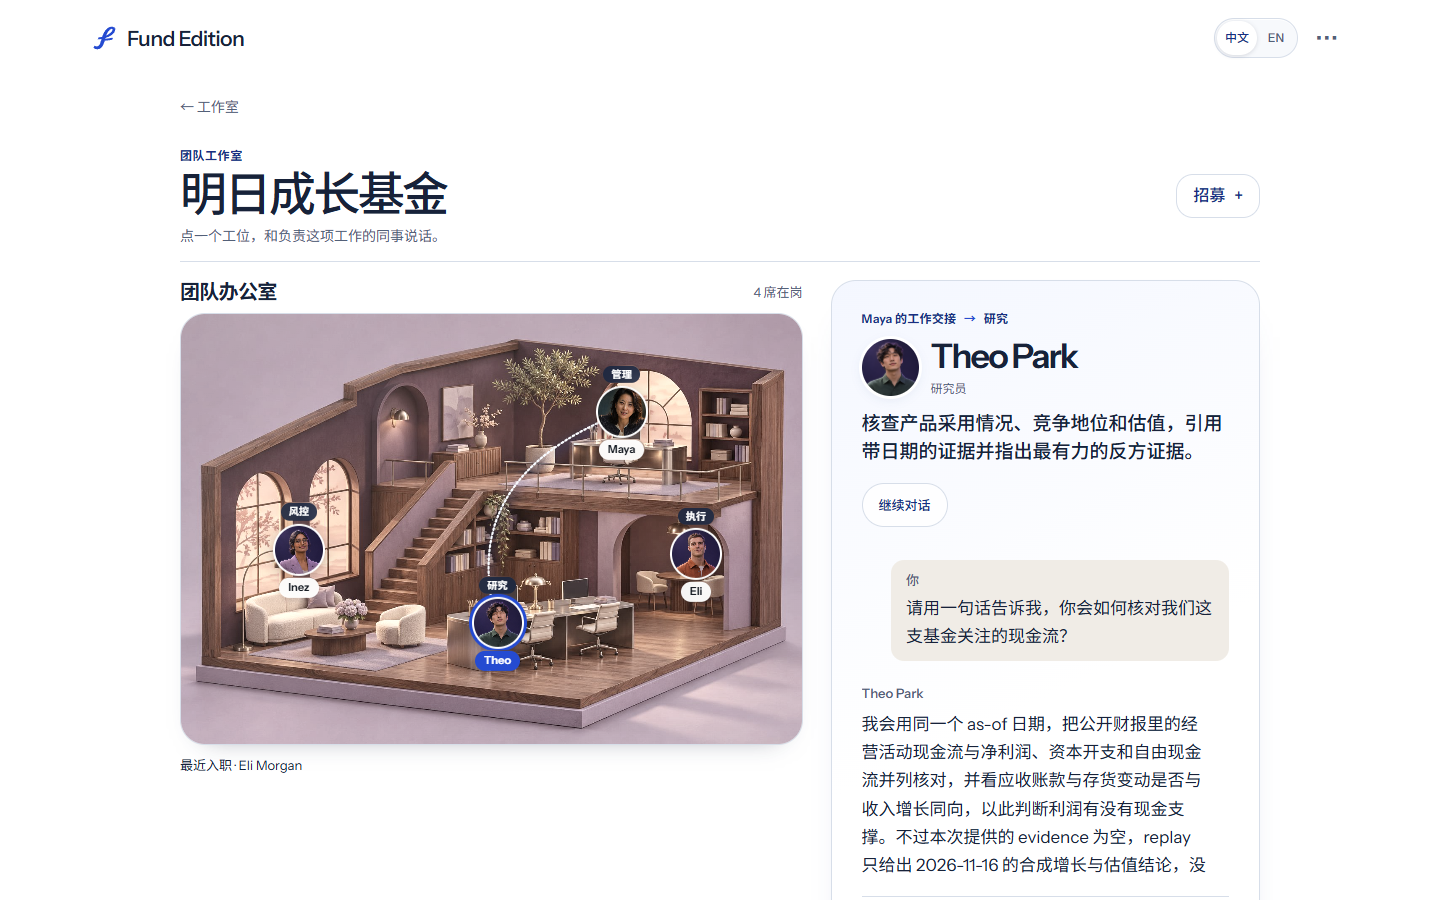 Fund Edition
中文 EN ···
← 工作室
团队工作室
明日成长基金
招募 +
点一个工位，和负责这项工作的同事说话。
团队办公室
4 席在岗
管理
Maya
风控
Inez
执行
Eli
研究
Theo
最近入职 · Eli Morgan
Maya 的工作交接 → 研究
Theo Park
研究员
核查产品采用情况、竞争地位和估值，引用
带日期的证据并指出最有力的反方证据。
继续对话
你
请用一句话告诉我，你会如何核对我们这
支基金关注的现金流？
Theo Park
我会用同一个 as-of 日期，把公开财报里的经
营活动现金流与净利润、资本开支和自由现金
流并列核对，并看应收账款与存货变动是否与
收入增长同向，以此判断利润有没有现金支
撑。不过本次提供的 evidence 为空，replay
只给出 2026-11-16 的合成增长与估值结论，没